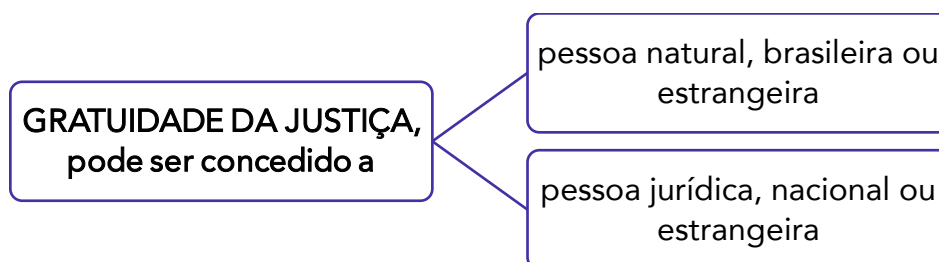 GRATUIDADE DA JUSTIÇA,
pode ser concedido a
pessoa natural, brasileira ou
estrangeira
pessoa jurídica, nacional ou
estrangeira